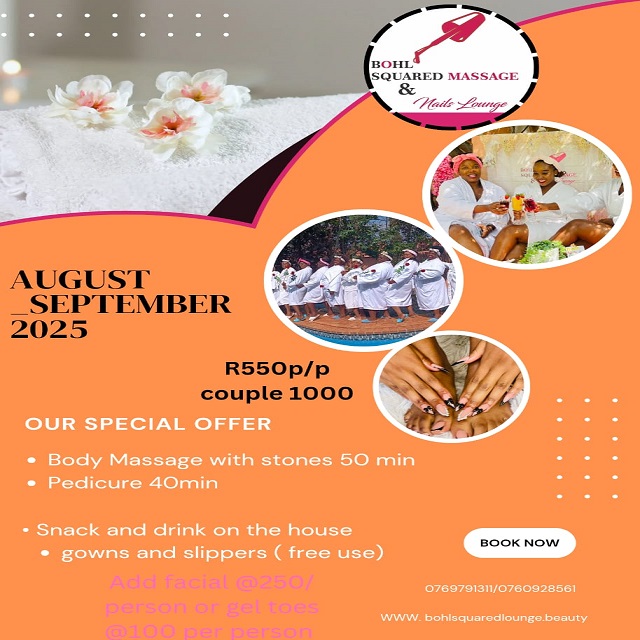 BOHL
SQUARED MASSAGE
&
Nails Lounge
AUGUST
_SEPTEMBER
2025
R550p/p
couple 1000
OUR SPECIAL OFFER
• Body Massage with stones 50 min
• Pedicure 40min
• Snack and drink on the house
• gowns and slippers ( free use)
BOOK NOW
Add facial @250/
person or gel toes
@100 per person
0769791311/0760928561
WWW. bohlsquaredlounge.beauty